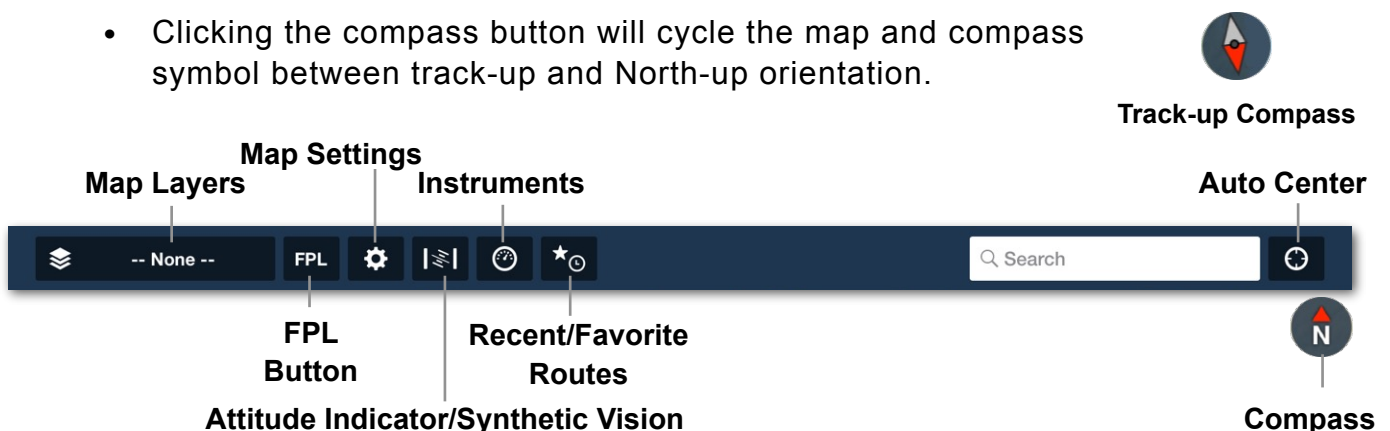 • Clicking the compass button will cycle the map and compass
symbol between track-up and North-up orientation.
Track-up Compass
Map Settings
Map Layers
Instruments
Auto Center
-- None --
FPL
Search
N
FPL
Button
Recent/Favorite
Routes
Attitude Indicator/Synthetic Vision
Compass